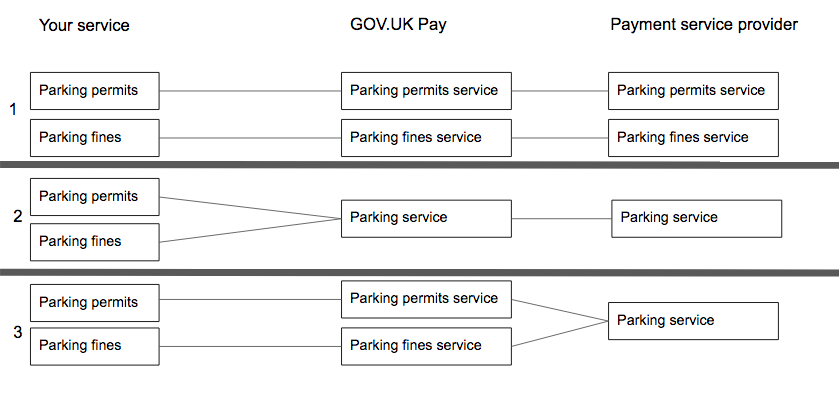 Your service
GOV.UK Pay
Payment service provider
1
Parking permits
Parking permits service
Parking permits service
Parking fines
Parking fines service
Parking fines service
2
Parking permits
Parking service
Parking service
Parking fines
3
Parking permits
Parking permits service
Parking service
Parking fines
Parking fines service